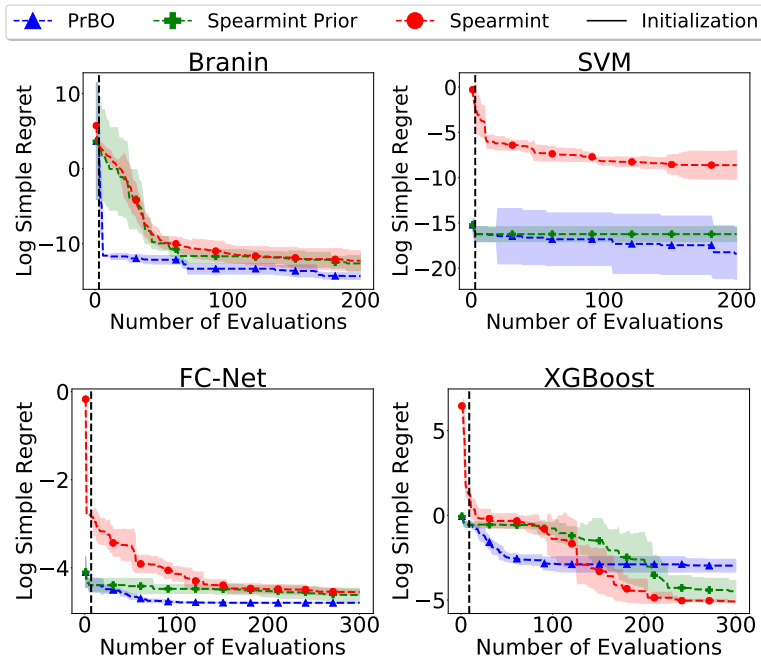 PrBO Spearmint Prior Spearmint Initialization
Branin
Log Simple Regret
10
0
−10
0 100 200
Number of Evaluations
SVM
Log Simple Regret
0
−5
−10
−15
−20
0 100 200
Number of Evaluations
FC-Net
Log Simple Regret
0
−2
−4
0 100 200 300
Number of Evaluations
XGBoost
Log Simple Regret
5
0
−5
0 100 200 300
Number of Evaluations